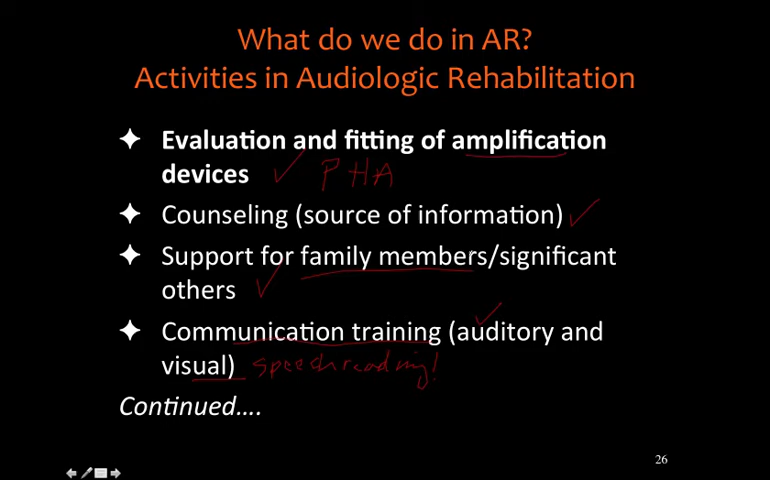 What do we do in AR?
Activities in Audiologic Rehabilitation
✦ Evaluation and fitting of amplification
devices ✓ PHA
✦ Counseling (source of information) ✓
✦ Support for family members/significant
others ✓
✦ Communication training (auditory and
visual) speechreading!
Continued....
26